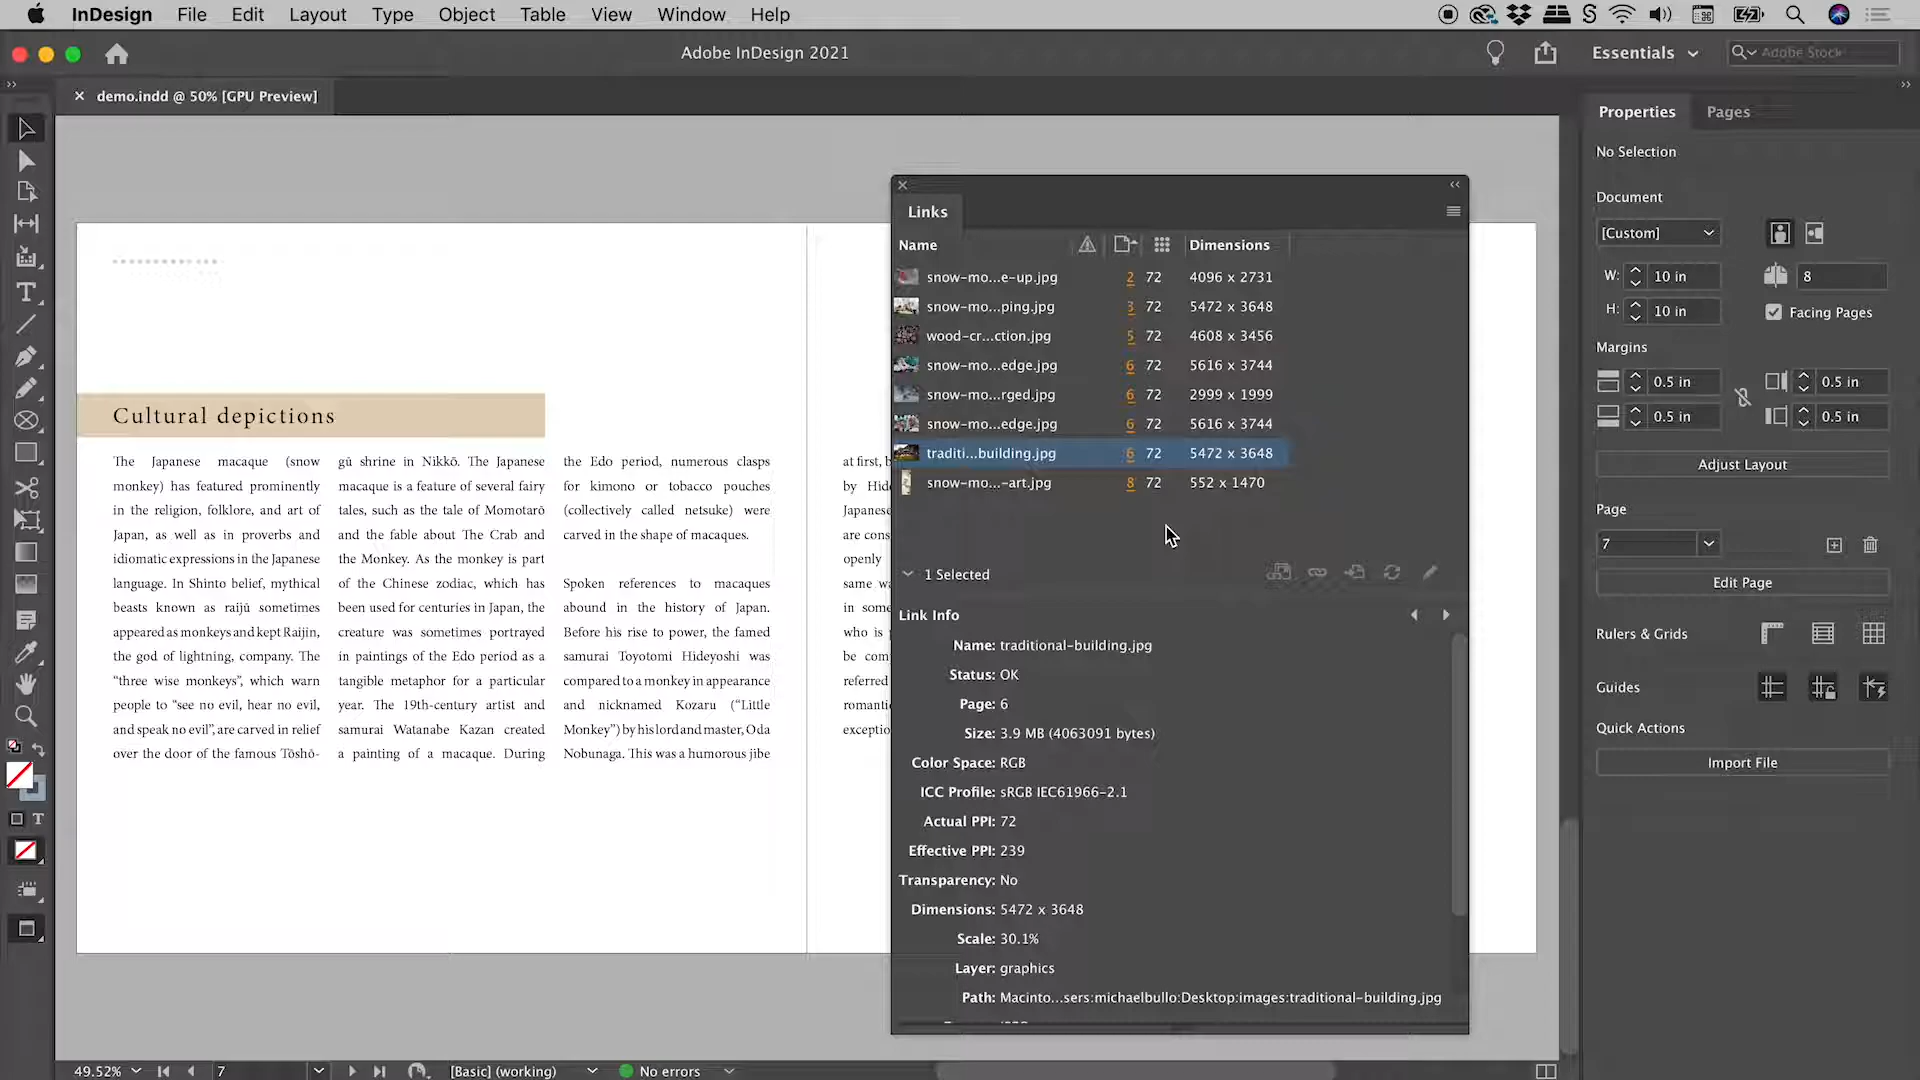 InDesign File Edit Layout Type Object Table View Window Help
Adobe InDesign 2021
Essentials
Adobe Stock
demo.indd @ 50% [GPU Preview]
Cultural depictions
The Japanese macaque (snow
monkey) has featured prominently
in the religion, folklore, and art of
Japan, as well as in proverbs and
idiomatic expressions in the Japanese
language. In Shinto belief, mythical
beasts known as raijū sometimes
appeared as monkeys and kept Raijin,
the god of lightning, company. The
“three wise monkeys”, which warn
people to “see no evil, hear no evil,
and speak no evil”, are carved in relief
over the door of the famous Tōshō-
gū shrine in Nikkō. The Japanese
macaque is a feature of several fairy
tales, such as the tale of Momotarō
and the fable about The Crab and
the Monkey. As the monkey is part
of the Chinese zodiac, which has
been used for centuries in Japan, the
creature was sometimes portrayed
in paintings of the Edo period as a
tangible metaphor for a particular
year. The 19th-century artist and
samurai Watanabe Kazan created
a painting of a macaque. During
the Edo period, numerous clasps
for kimono or tobacco pouches
(collectively called netsuke) were
carved in the shape of macaques.
Spoken references to macaques
abound in the history of Japan.
Before his rise to power, the famed
samurai Toyotomi Hideyoshi was
compared to a monkey in appearance
and nicknamed Kozaru (“Little
Monkey”) by his lord and master, Oda
Nobunaga. This was a humorous jibe
at first, b
by Hide
Japanese
are cons
openly
same wa
in some
who is p
be com
referred
romantic
exceptio
Links
Name Dimensions
snow-mo...e-up.jpg 2 72 4096 x 2731
snow-mo...ping.jpg 3 72 5472 x 3648
wood-cr...ction.jpg 5 72 4608 x 3456
snow-mo...edge.jpg 6 72 5616 x 3744
snow-mo...rged.jpg 6 72 2999 x 1999
snow-mo...edge.jpg 6 72 5616 x 3744
traditi...building.jpg 6 72 5472 x 3648
snow-mo...-art.jpg 8 72 552 x 1470
1 Selected
Link Info
Name: traditional-building.jpg
Status: OK
Page: 6
Size: 3.9 MB (4063091 bytes)
Color Space: RGB
ICC Profile: sRGB IEC61966-2.1
Actual PPI: 72
Effective PPI: 239
Transparency: No
Dimensions: 5472 x 3648
Scale: 30.1%
Layer: graphics
Path: Macinto...sers:michaelbullo:Desktop:images:traditional-building.jpg
Properties Pages
No Selection
Document
[Custom]
W: 10 in 8
H: 10 in Facing Pages
Margins
0.5 in 0.5 in
0.5 in 0.5 in
Adjust Layout
Page
7
Edit Page
Rulers & Grids
Guides
Quick Actions
Import File
49.52% 7 [Basic] (working) No errors